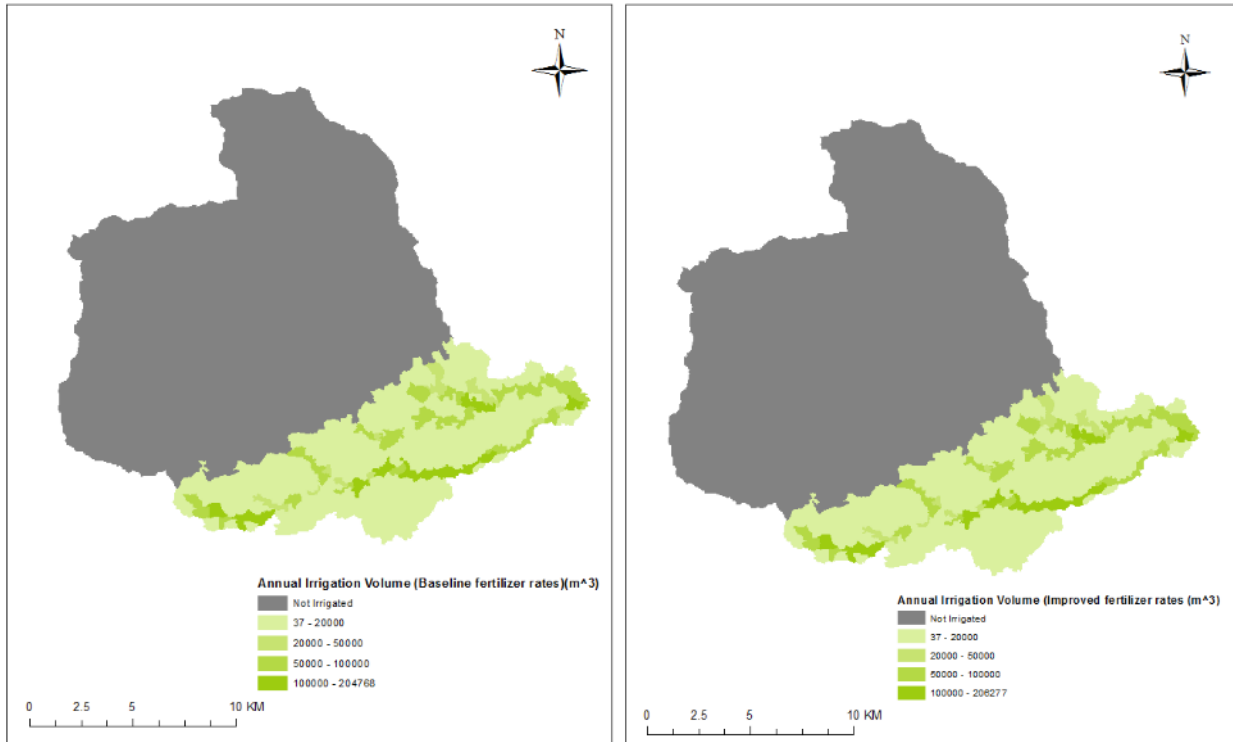 N
Annual Irrigation Volume (Baseline fertilizer rates)(m^3)
Not Irrigated
37 - 20000
20000 - 50000
50000 - 100000
100000 - 204768
0 2.5 5 10 KM
N
Annual Irrigation Volume (Improved fertilizer rates (m^3)
Not Irrigated
37 - 20000
20000 - 50000
50000 - 100000
100000 - 206277
0 2.5 5 10 KM